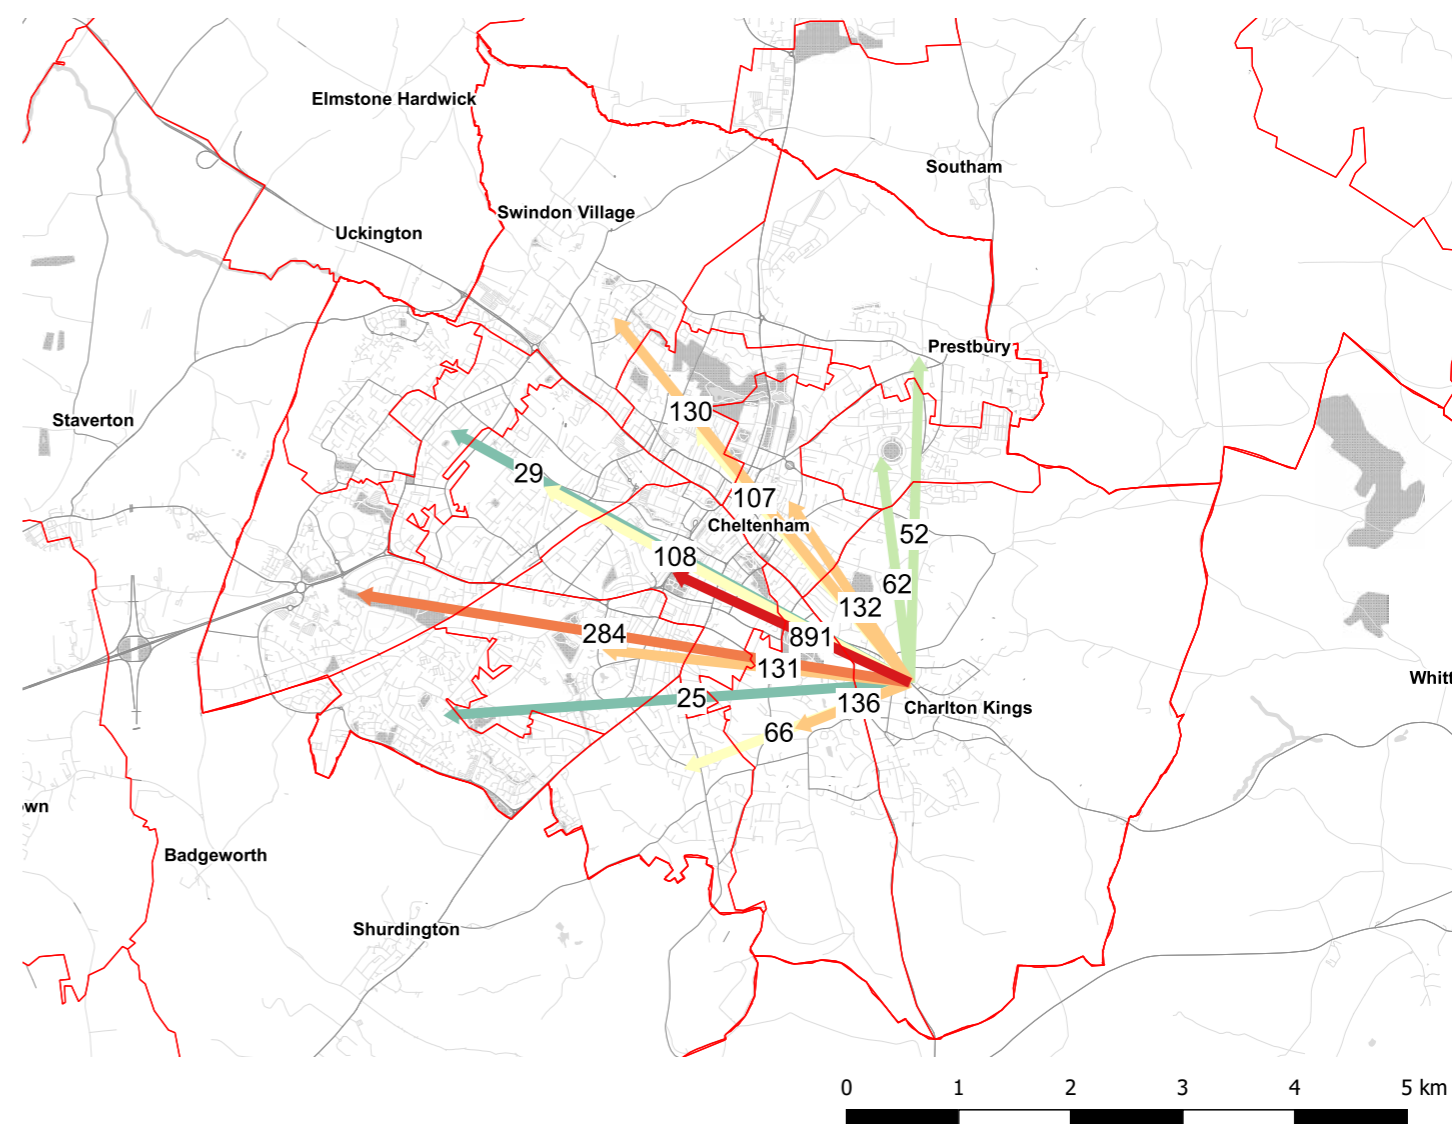 Elmstone Hardwick
Southam
Swindon Village
Uckington
Prestbury
130
Staverton
29
107
Cheltenham
52
108
62
132
284
891
131
Whitt
25
136
Charlton Kings
66
wn
Badgeworth
Shurdington
0 1 2 3 4 5 km